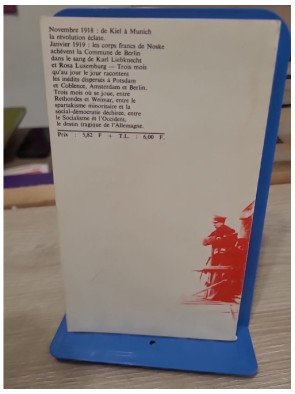 Novembre 1918 : de Kiel à Munich
la révolution éclate.
Janvier 1919 : les corps francs de Noske
achèvent la Commune de Berlin
dans le sang de Karl Liebknecht
et Rosa Luxemburg — Trois mois
qu'au jour le jour racontent
les inédits dispersés à Potsdam
et Coblence, Amsterdam et Berlin.
Trois mois où se joue, entre
Rethondes et Weimar, entre le
spartakisme minoritaire et la
social-démocratie déchirée, entre
le Socialisme et l'Occident,
le destin tragique de l'Allemagne.
Prix : 5,82 F + T.L. : 6,00 F.